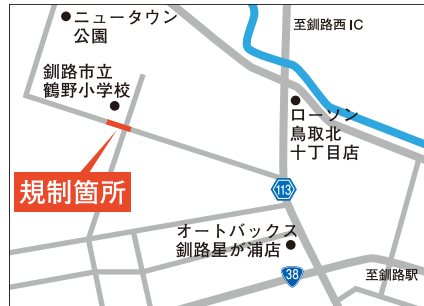 ニュータウン
公園
至釧路西IC
釧路市立
鶴野小学校
ローソン
鳥取北
十丁目店
規制箇所
113
オートバックス
釧路星が浦店
38
至釧路駅